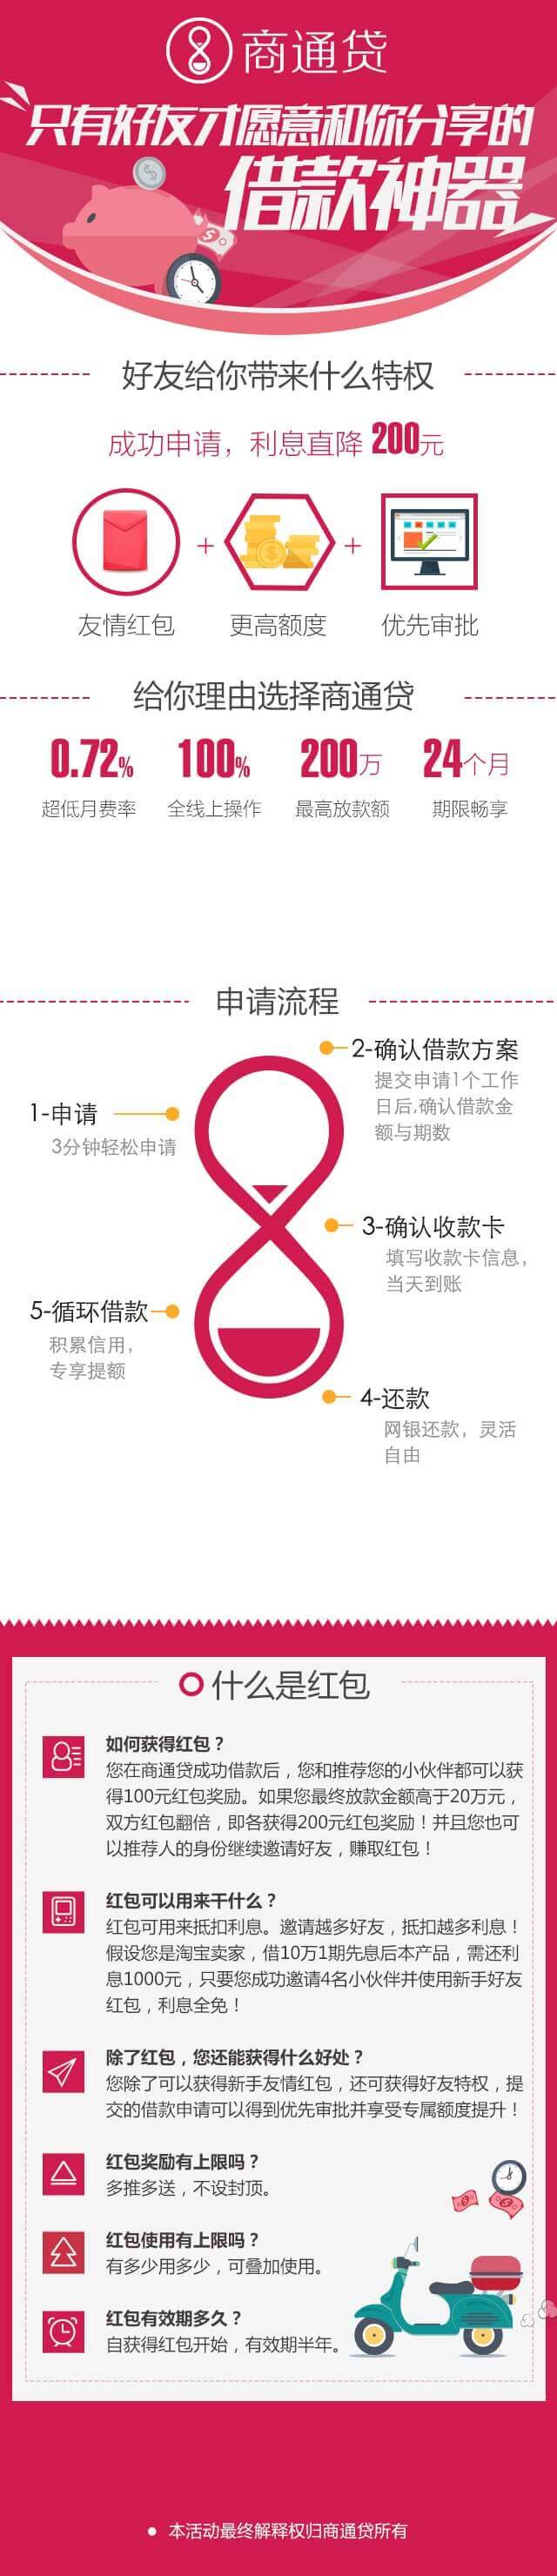 商通贷
只有好友才愿意和你分享的
借款神器
好友给你带来什么特权
成功申请，利息直降 200元
友情红包 + 更高额度 + 优先审批
给你理由选择商通贷
0.72% 100% 200万 24个月
超低月费率 全线上操作 最高放款额 期限畅享
申请流程
1-申请
3分钟轻松申请
2-确认借款方案
提交申请1个工作
日后,确认借款金
额与期数
3-确认收款卡
填写收款卡信息，
当天到账
4-还款
网银还款，灵活
自由
5-循环借款
积累信用，
专享提额
什么是红包
如何获得红包？
您在商通贷成功借款后，您和推荐您的小伙伴都可以获
得100元红包奖励。如果您最终放款金额高于20万元，
双方红包翻倍，即各获得200元红包奖励！并且您也可
以推荐人的身份继续邀请好友，赚取红包！
红包可以用来干什么？
红包可用来抵扣利息。邀请越多好友，抵扣越多利息！
假设您是淘宝卖家，借10万1期先息后本产品，需还利
息1000元，只要您成功邀请4名小伙伴并使用新手好友
红包，利息全免！
除了红包，您还能获得什么好处？
您除了可以获得新手友情红包，还可获得好友特权，提
交的借款申请可以得到优先审批并享受专属额度提升！
红包奖励有上限吗？
多推多送，不设封顶。
红包使用有上限吗？
有多少用多少，可叠加使用。
红包有效期多久？
自获得红包开始，有效期半年。
本活动最终解释权归商通贷所有